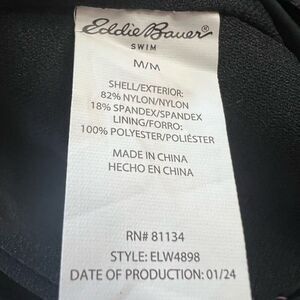 Eddie Bauer®
SWIM
M/M
SHELL/EXTERIOR:
82% NYLON/NYLON
18% SPANDEX/SPANDEX
LINING/FORRO:
100% POLYESTER/POLIÉSTER
MADE IN CHINA
HECHO EN CHINA
RN# 81134
STYLE: ELW4898
DATE OF PRODUCTION: 01/24